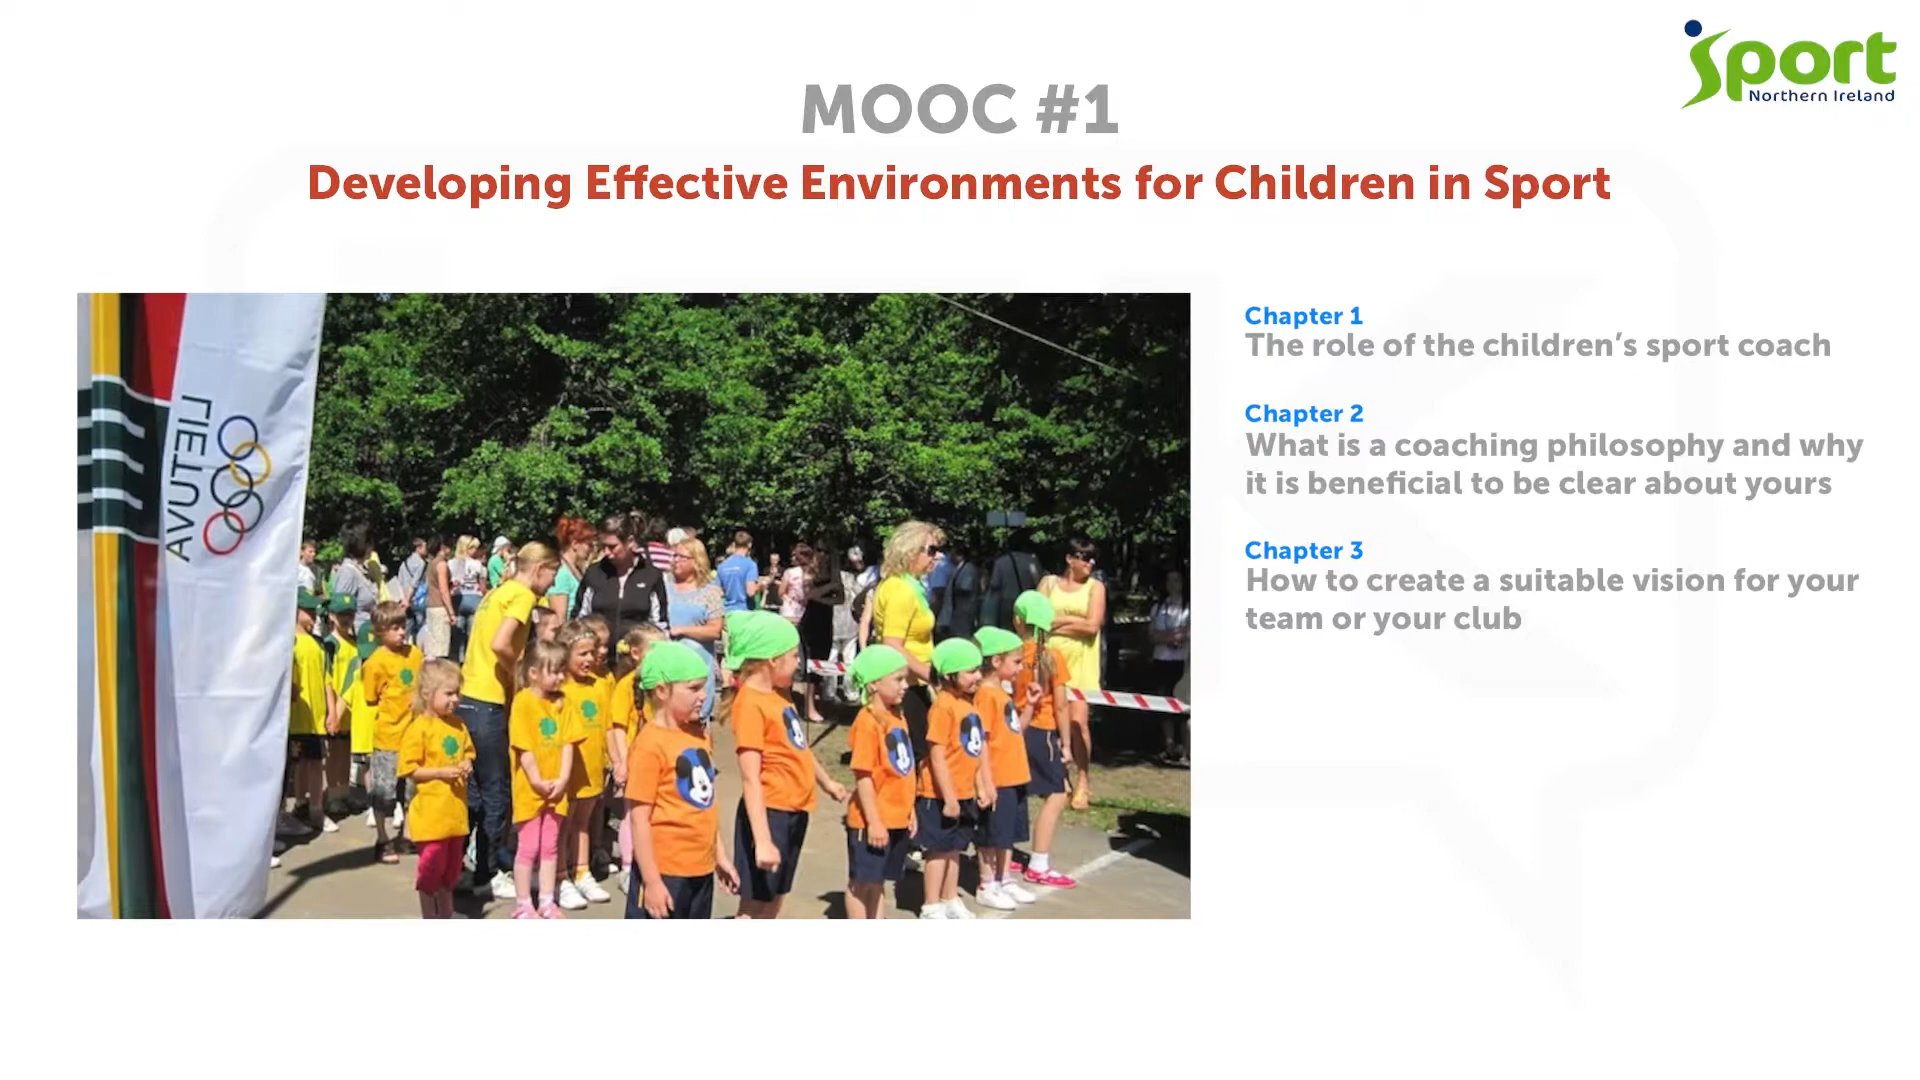 Sport
Northern Ireland
MOOC #1
Developing Effective Environments for Children in Sport
LIETUVA
Chapter 1
The role of the children’s sport coach
Chapter 2
What is a coaching philosophy and why
it is beneficial to be clear about yours
Chapter 3
How to create a suitable vision for your
team or your club